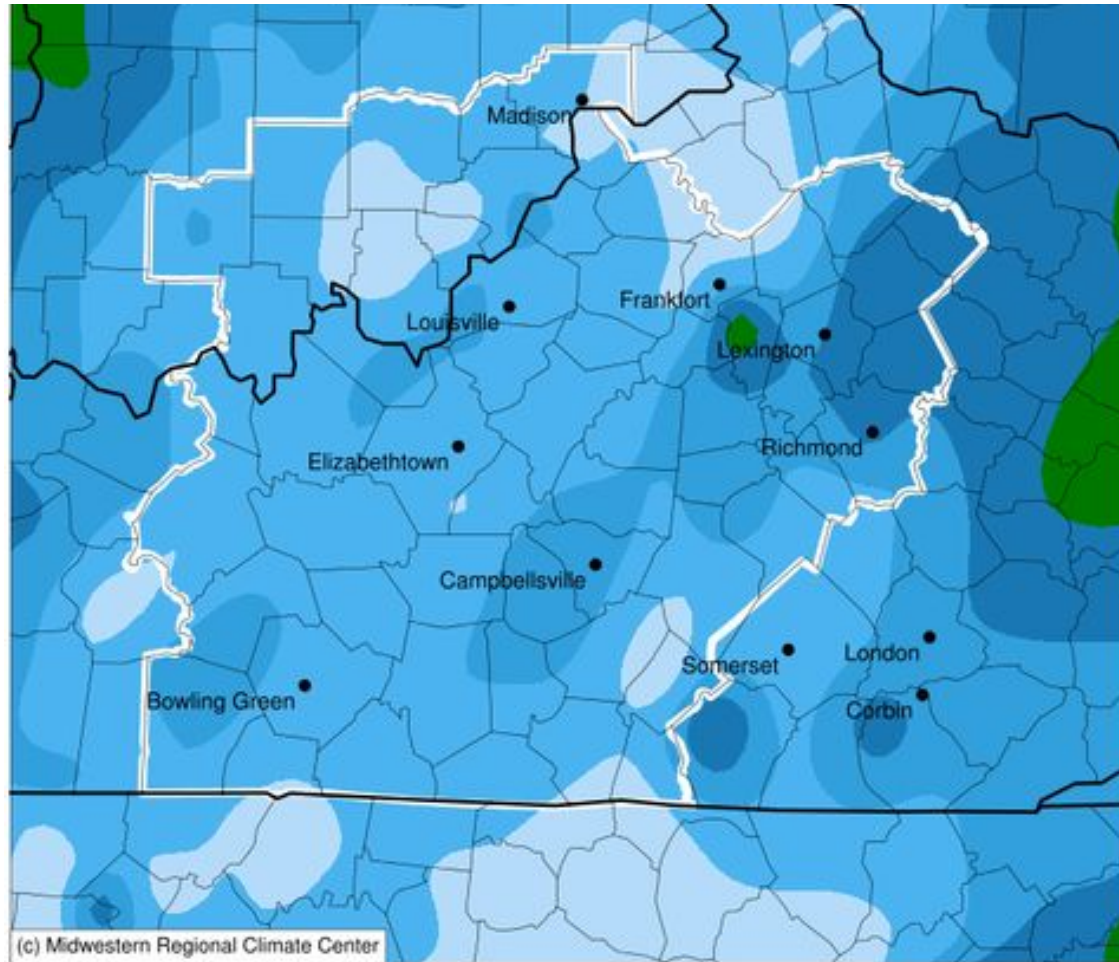 Madison
Frankfort
Louisville
Lexington
Richmond
Elizabethtown
Campbellsville
Somerset
London
Bowling Green
Corbin
(c) Midwestern Regional Climate Center